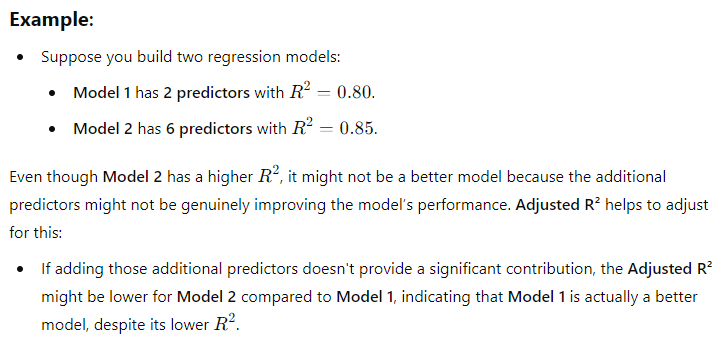 Example:
• Suppose you build two regression models:
• Model 1 has 2 predictors with R² = 0.80.
• Model 2 has 6 predictors with R² = 0.85.
Even though Model 2 has a higher R², it might not be a better model because the additional
predictors might not be genuinely improving the model's performance. Adjusted R² helps to adjust
for this:
• If adding those additional predictors doesn't provide a significant contribution, the Adjusted R²
might be lower for Model 2 compared to Model 1, indicating that Model 1 is actually a better
model, despite its lower R².